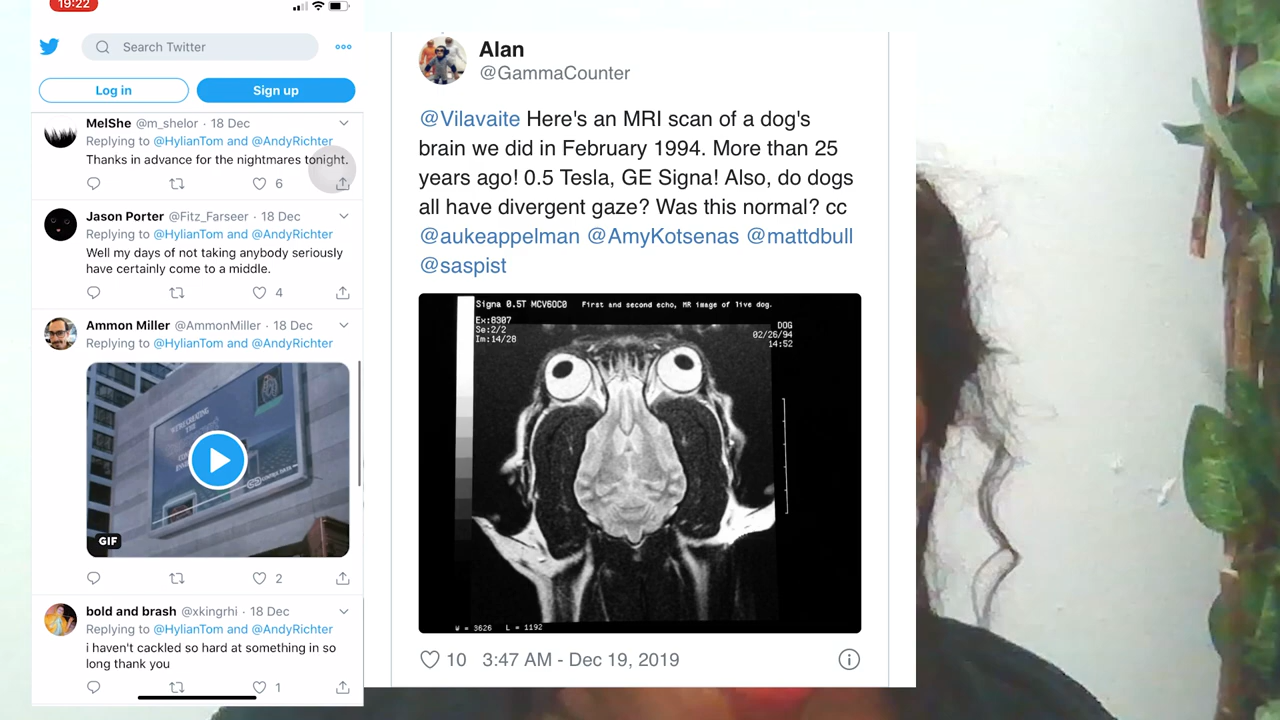 19:22
Search Twitter
Log in
Sign up
MelShe @m_shelor · 18 Dec
Replying to @HylianTom and @AndyRichter
Thanks in advance for the nightmares tonight.
6
Jason Porter @Fitz_Farseer · 18 Dec
Replying to @HylianTom and @AndyRichter
Well my days of not taking anybody seriously
have certainly come to a middle.
4
Ammon Miller @AmmonMiller · 18 Dec
Replying to @HylianTom and @AndyRichter
WE'RE CREATING
THE
GIF
2
bold and brash @xkingrhi · 18 Dec
Replying to @HylianTom and @AndyRichter
i haven't cackled so hard at something in so
long thank you
1
Alan
@GammaCounter
@Vilavaite Here's an MRI scan of a dog's
brain we did in February 1994. More than 25
years ago! 0.5 Tesla, GE Signa! Also, do dogs
all have divergent gaze? Was this normal? cc
@aukeappelman @AmyKotsenas @mattdbull
@saspist
Signa 0.5T MCV60C0 First and second echo, MR image of live dog.
Ex:8307
Se:2/2
Im:14/28
DOG
02/26/94
14:52
W = 3626 L = 1192
10 3:47 AM - Dec 19, 2019